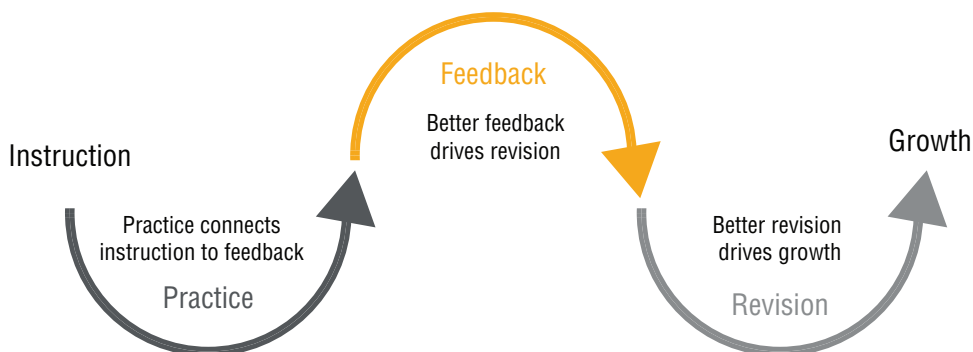 Instruction
Practice connects
instruction to feedback
Practice
Feedback
Better feedback
drives revision
Better revision
drives growth
Revision
Growth